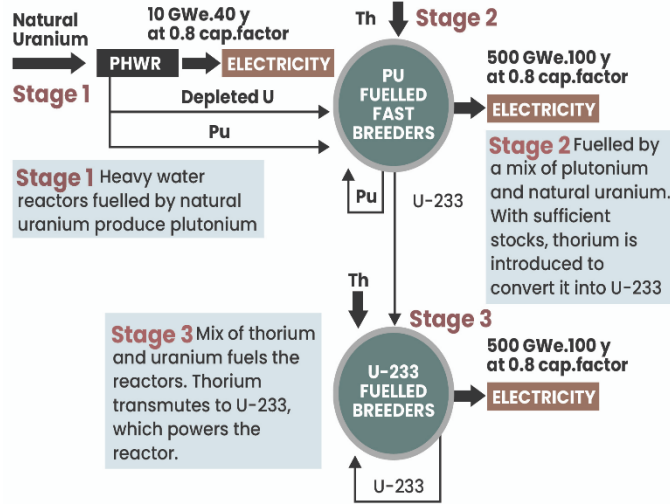 Natural
Uranium
Stage 1
PHWR
10 GWe.40 y
at 0.8 cap.factor
ELECTRICITY
Depleted U
Pu
Th
Stage 2
PU
FUELLED
FAST
BREEDERS
500 GWe.100 y
at 0.8 cap.factor
ELECTRICITY
Pu
U-233
Stage 1 Heavy water
reactors fuelled by natural
uranium produce plutonium
Stage 2 Fuelled by
a mix of plutonium
and natural uranium.
With sufficient
stocks, thorium is
introduced to
convert it into U-233
Th
Stage 3
Stage 3 Mix of thorium
and uranium fuels the
reactors. Thorium
transmutes to U-233,
which powers the
reactor.
U-233
FUELLED
BREEDERS
500 GWe.100 y
at 0.8 cap.factor
ELECTRICITY
U-233